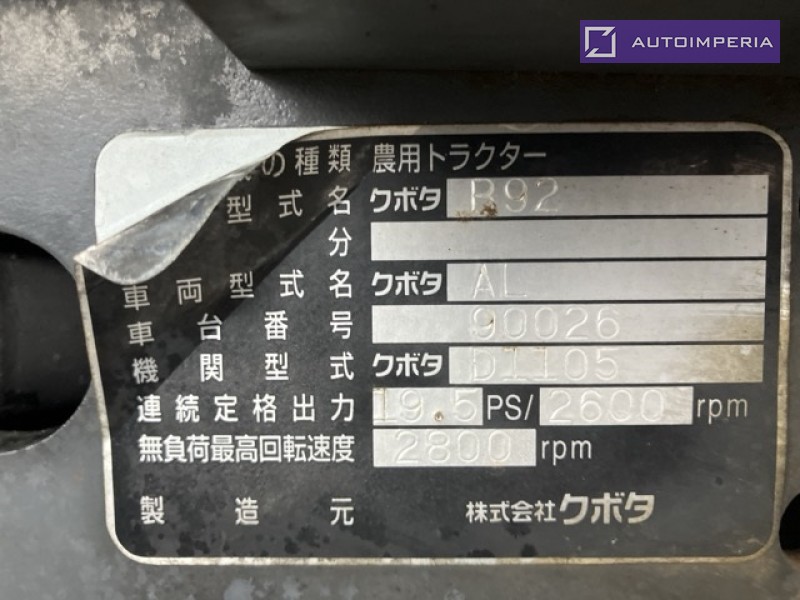 AUTOIMPERIA
の種類 農用トラクター
型式名 クボタ B92
分
車両型式名 クボタ AL
車台番号 90026
機関型式 クボタ D1105
連続定格出力 19.5 PS/ 2600 rpm
無負荷最高回転速度 2800 rpm
製造元 株式会社クボタ